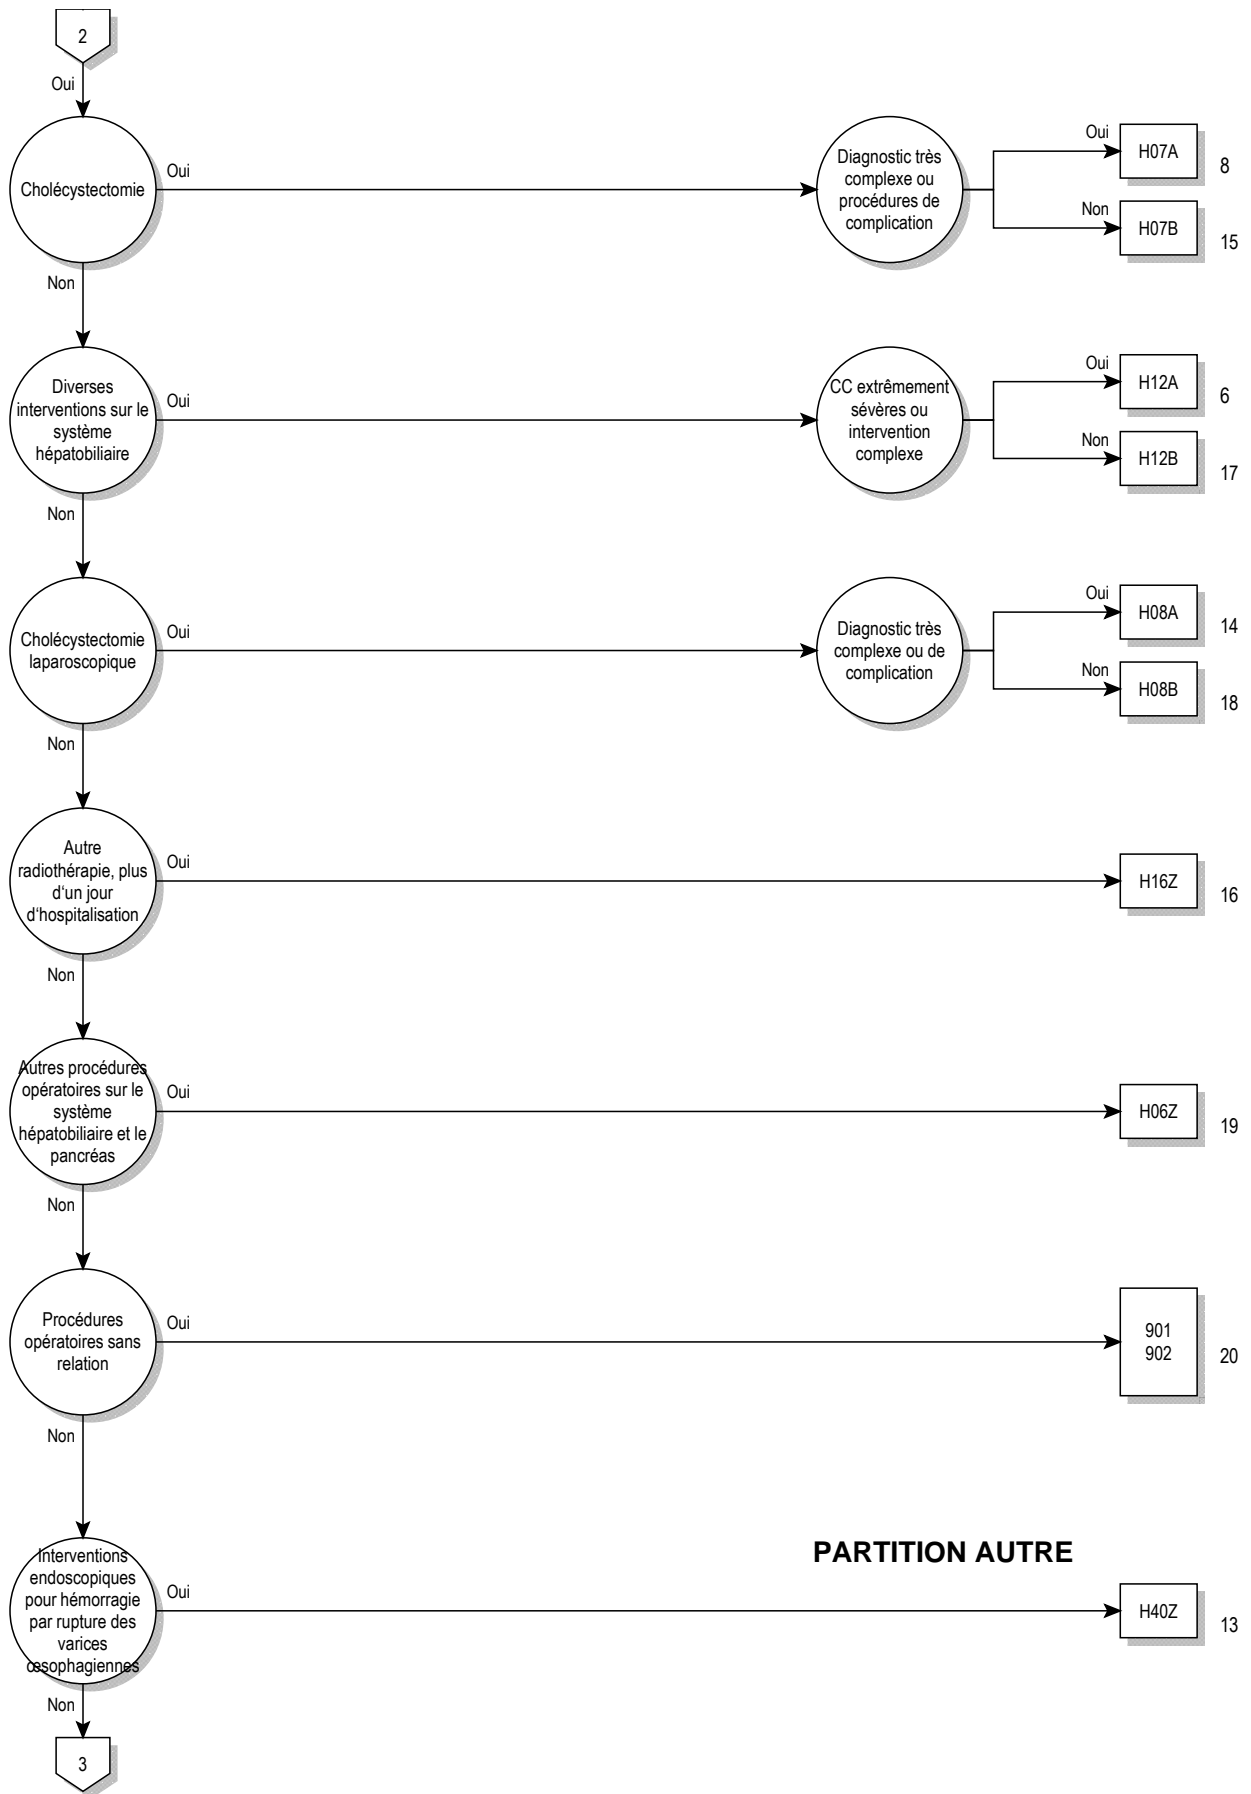 2
Oui
Cholécystectomie
Oui
Diagnostic très
complexe ou
procédures de
complication
Oui
H07A
8
Non
H07B
15
Non
Diverses
interventions sur le
système
hépatobiliaire
Oui
CC extrêmement
sévères ou
intervention
complexe
Oui
H12A
6
Non
H12B
17
Non
Cholécystectomie
laparoscopique
Oui
Diagnostic très
complexe ou de
complication
Oui
H08A
14
Non
H08B
18
Non
Autre
radiothérapie, plus
d‘un jour
d‘hospitalisation
Oui
H16Z
16
Non
Autres procédures
opératoires sur le
système
hépatobiliaire et le
pancréas
Oui
H06Z
19
Non
Procédures
opératoires sans
relation
Oui
901
902
20
Non
PARTITION AUTRE
Interventions
endoscopiques
pour hémorragie
par rupture des
varices
œsophagiennes
Oui
H40Z
13
Non
3